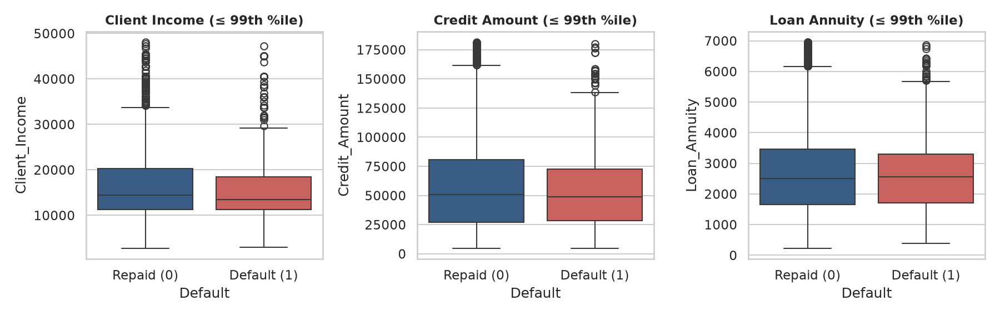 Client Income (≤ 99th %ile)
Client_Income
50000
40000
30000
20000
10000
Repaid (0)
Default (1)
Default
Credit Amount (≤ 99th %ile)
Credit_Amount
175000
150000
125000
100000
75000
50000
25000
0
Repaid (0)
Default (1)
Default
Loan Annuity (≤ 99th %ile)
Loan_Annuity
7000
6000
5000
4000
3000
2000
1000
0
Repaid (0)
Default (1)
Default